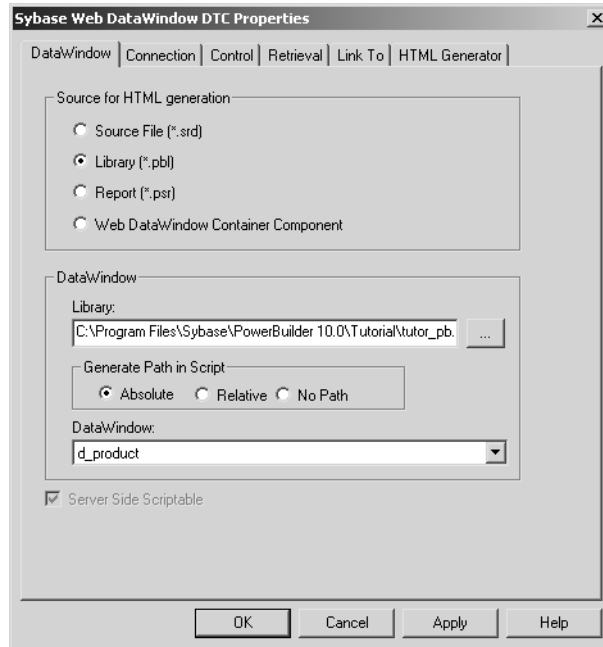 Sybase Web DataWindow DTC Properties
DataWindow Connection Control Retrieval Link To HTML Generator
Source for HTML generation
Source File (*.srd)
Library (*.pbl)
Report (*.psr)
Web DataWindow Container Component
DataWindow
Library:
C:\Program Files\Sybase\PowerBuilder 10.0\Tutorial\tutor_pb. ...
Generate Path in Script
Absolute Relative No Path
DataWindow:
d_product
Server Side Scriptable
OK Cancel Apply Help